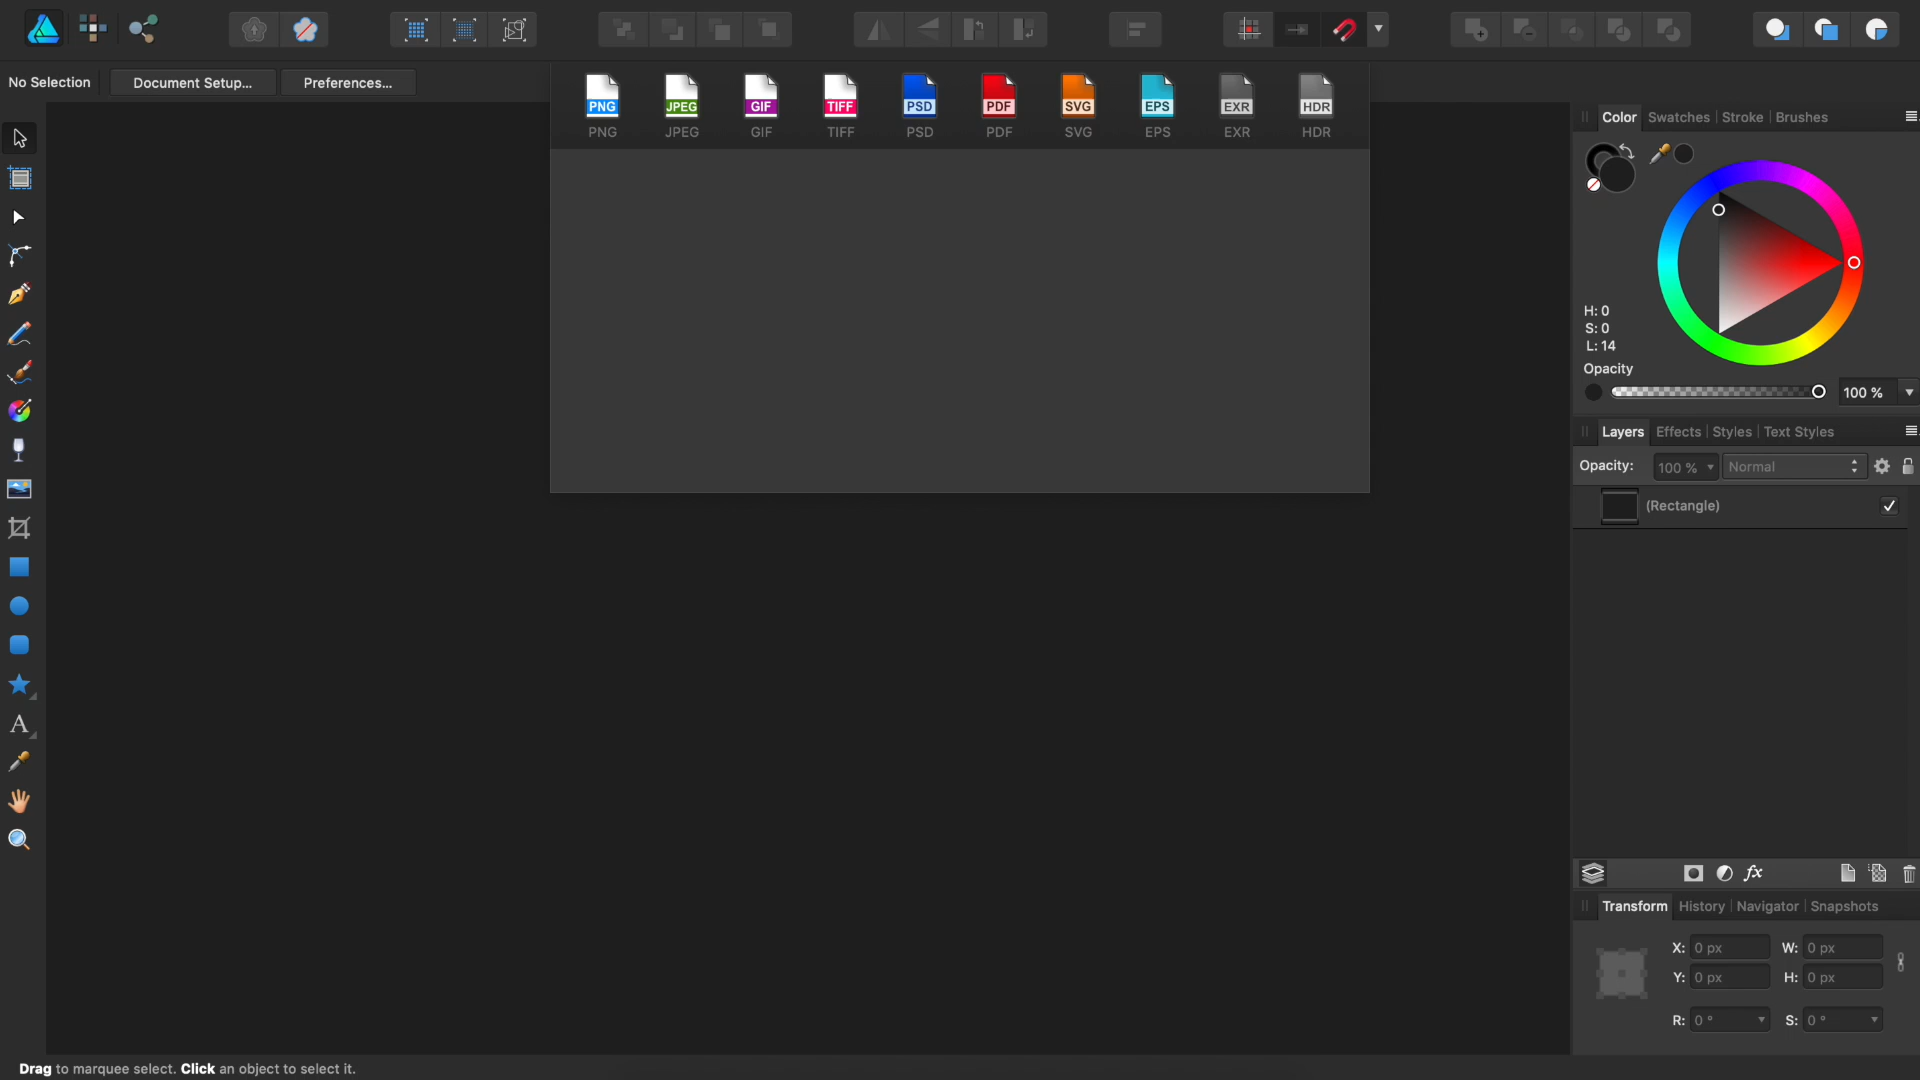 No Selection
Document Setup...
Preferences...
PNG
JPEG
GIF
TIFF
PSD
PDF
SVG
EPS
EXR
HDR
PNG
JPEG
GIF
TIFF
PSD
PDF
SVG
EPS
EXR
HDR
Color
Swatches
Stroke
Brushes
H: 0
S: 0
L: 14
Opacity
100 %
Layers
Effects
Styles
Text Styles
Opacity:
100 %
Normal
(Rectangle)
fx
Transform
History
Navigator
Snapshots
X: 0 px
W: 0 px
Y: 0 px
H: 0 px
R: 0 °
S: 0 °
A
Drag to marquee select. Click an object to select it.